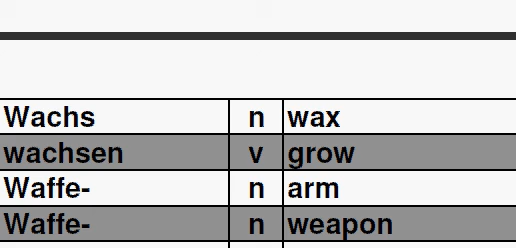 Wachs n wax
wachsen v grow
Waffe- n arm
Waffe- n weapon